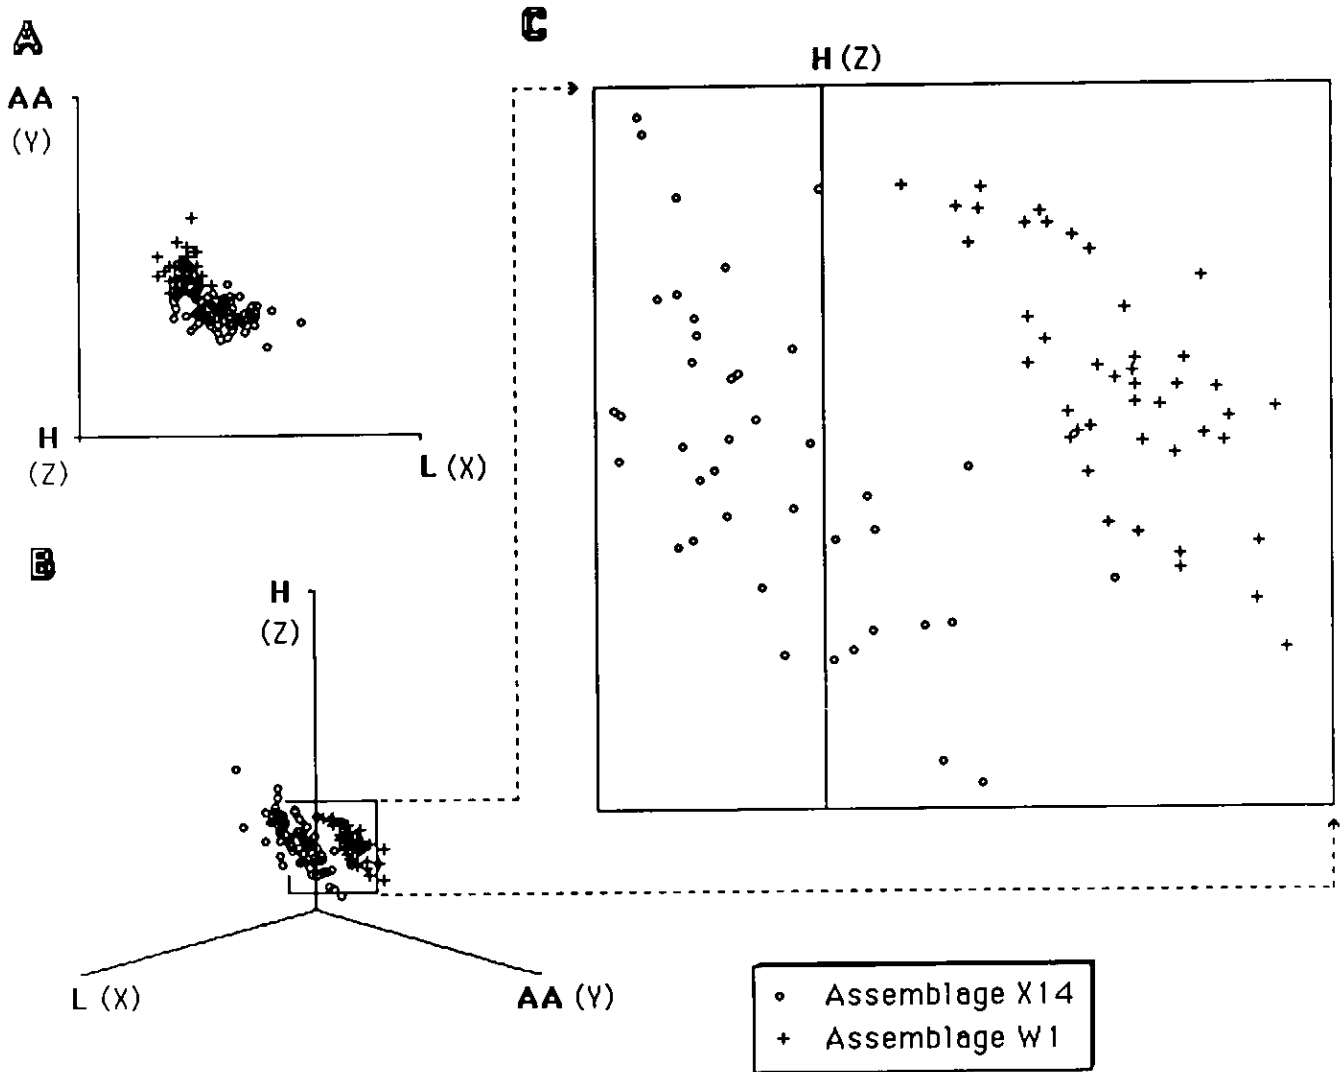 A
AA
(Y)
H
(Z)
L (X)
B
H
(Z)
L (X)
AA (Y)
C
H (Z)
Assemblage X14
Assemblage W1